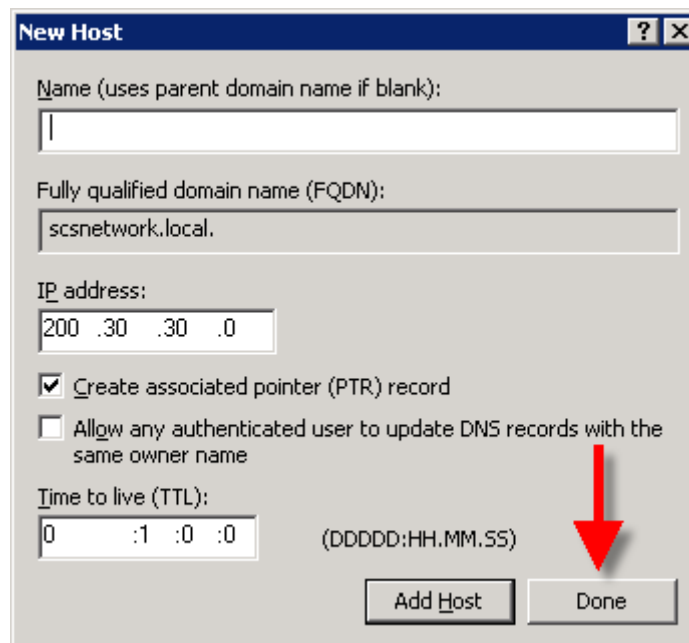 New Host
Name (uses parent domain name if blank):
Fully qualified domain name (FQDN):
scsnetwork.local.
IP address:
200 .30 .30 .0
Create associated pointer (PTR) record
Allow any authenticated user to update DNS records with the
same owner name
Time to live (TTL):
0 :1 :0 :0 (DDDDD:HH.MM.SS)
Add Host Done